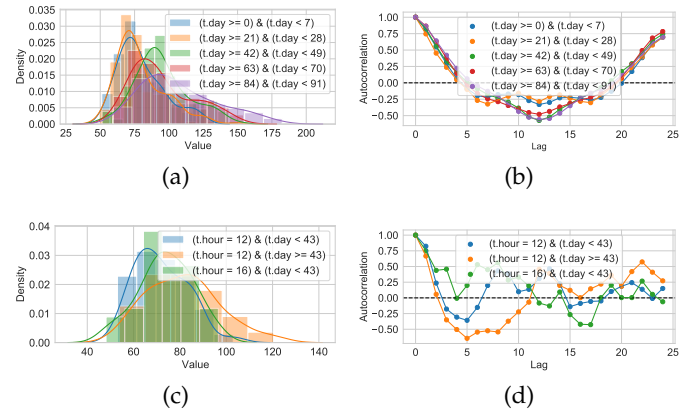 0.035
0.030
0.025
0.020
0.015
0.010
0.005
0.000
Density
(t.day >= 0) & (t.day < 7)
(t.day >= 21) & (t.day < 28)
(t.day >= 42) & (t.day < 49)
(t.day >= 63) & (t.day < 70)
(t.day >= 84) & (t.day < 91)
25 50 75 100 125 150 175 200
Value
(a)
1.00
0.75
0.50
0.25
0.00
−0.25
−0.50
Autocorrelation
(t.day >= 0) & (t.day < 7)
(t.day >= 21) & (t.day < 28)
(t.day >= 42) & (t.day < 49)
(t.day >= 63) & (t.day < 70)
(t.day >= 84) & (t.day < 91)
0 5 10 15 20 25
Lag
(b)
0.04
0.03
0.02
0.01
0.00
Density
(t.hour = 12) & (t.day < 43)
(t.hour = 12) & (t.day >= 43)
(t.hour = 16) & (t.day < 43)
40 60 80 100 120 140
Value
(c)
1.00
0.75
0.50
0.25
0.00
−0.25
−0.50
Autocorrelation
(t.hour = 12) & (t.day < 43)
(t.hour = 12) & (t.day >= 43)
(t.hour = 16) & (t.day < 43)
0 5 10 15 20 25
Lag
(d)